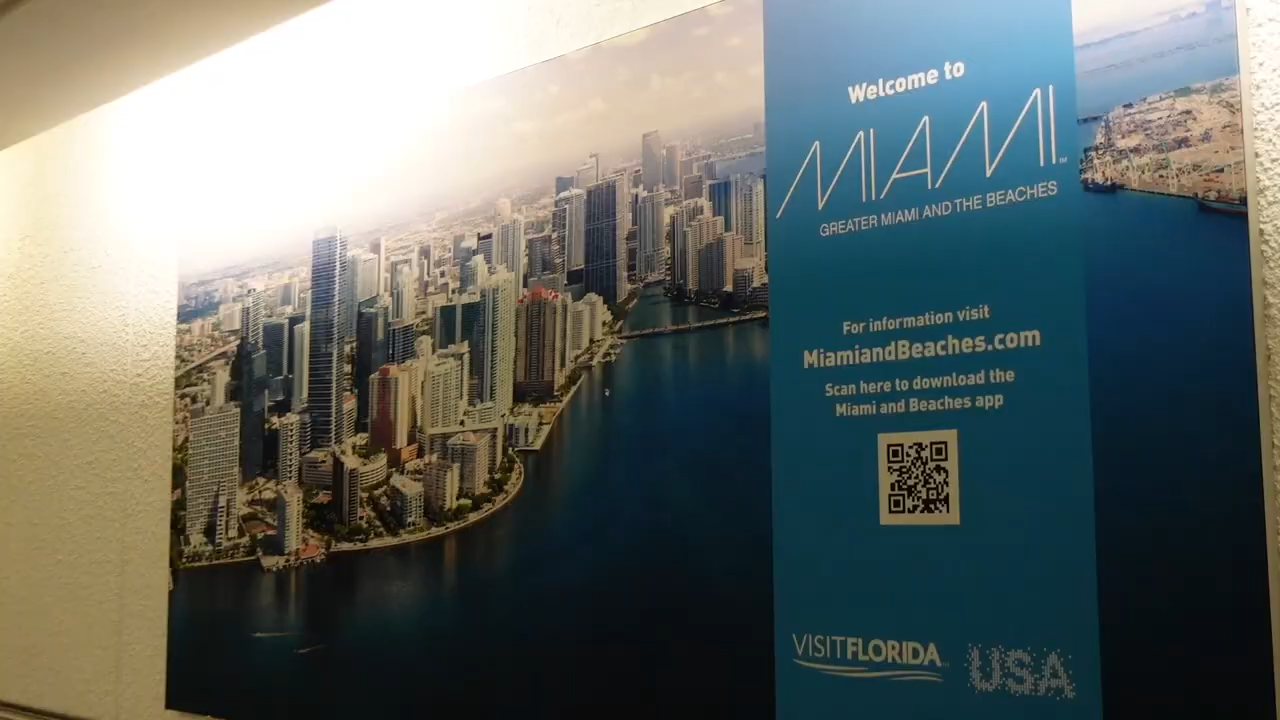 Welcome to
MIAMI™
GREATER MIAMI AND THE BEACHES
For information visit
MiamiandBeaches.com
Scan here to download the
Miami and Beaches app
VISITFLORIDA
USA